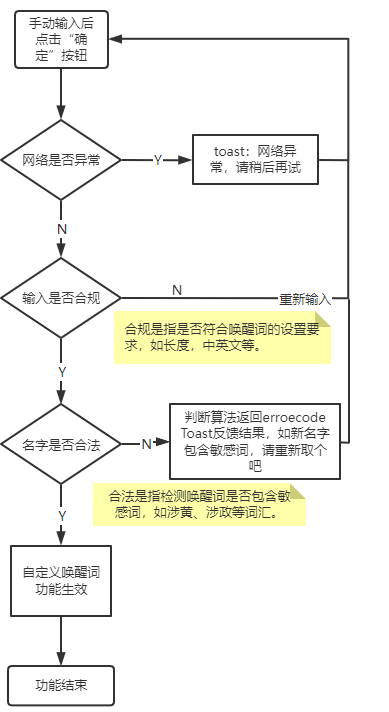 手动输入后
点击“确
定”按钮
网络是否异常
Y
toast：网络异
常，请稍后再试
N
输入是否合规
N
重新输入
合规是指是否符合唤醒词的设置要
求，如长度，中英文等。
Y
名字是否合法
N
判断算法返回erroecode
Toast反馈结果，如新名字
包含敏感词，请重新取个
吧
合法是指检测唤醒词是否包含敏
感词，如涉黄、涉政等词汇。
Y
自定义唤醒词
功能生效
功能结束